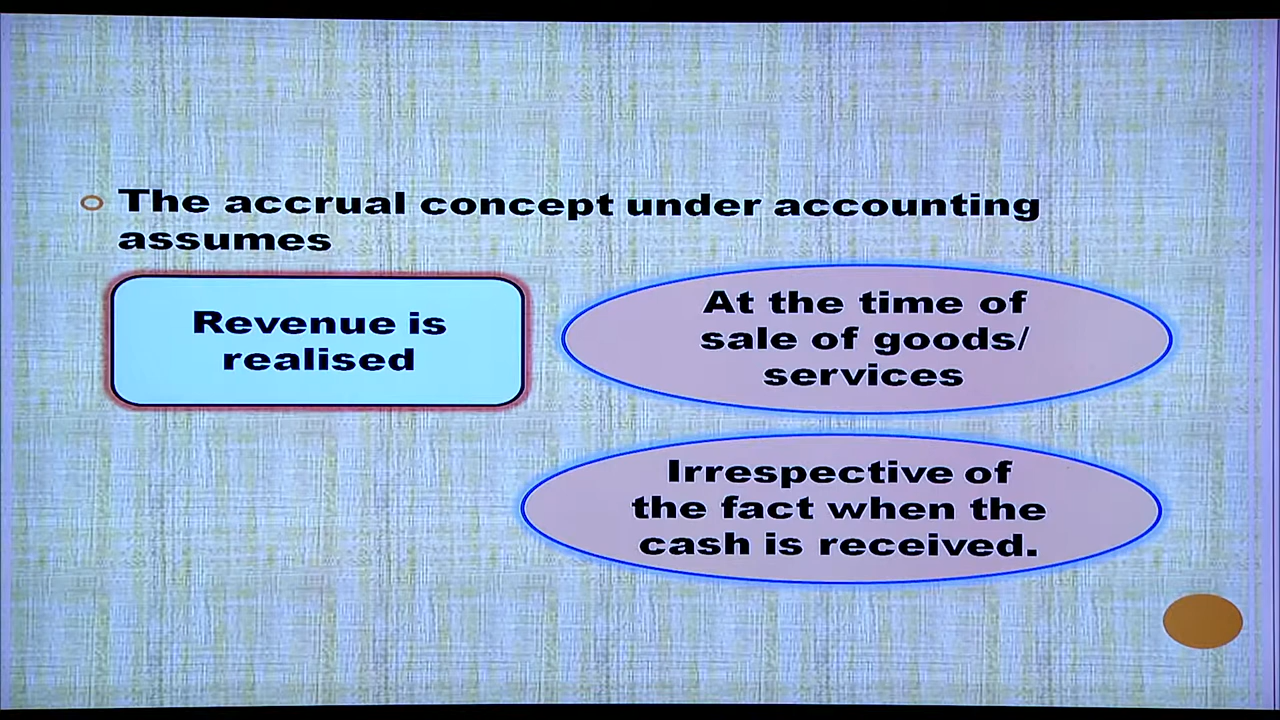 The accrual concept under accounting
assumes
Revenue is
realised
At the time of
sale of goods/
services
Irrespective of
the fact when the
cash is received.